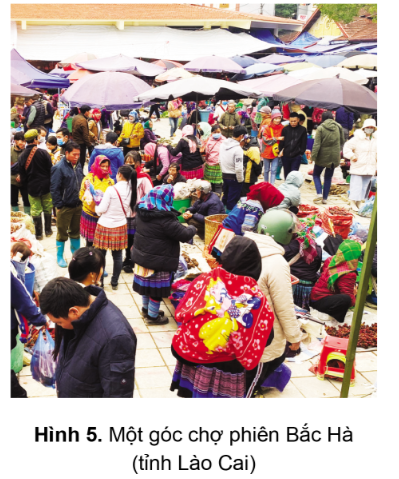 Hình 5. Một góc chợ phiên Bắc Hà
(tỉnh Lào Cai)